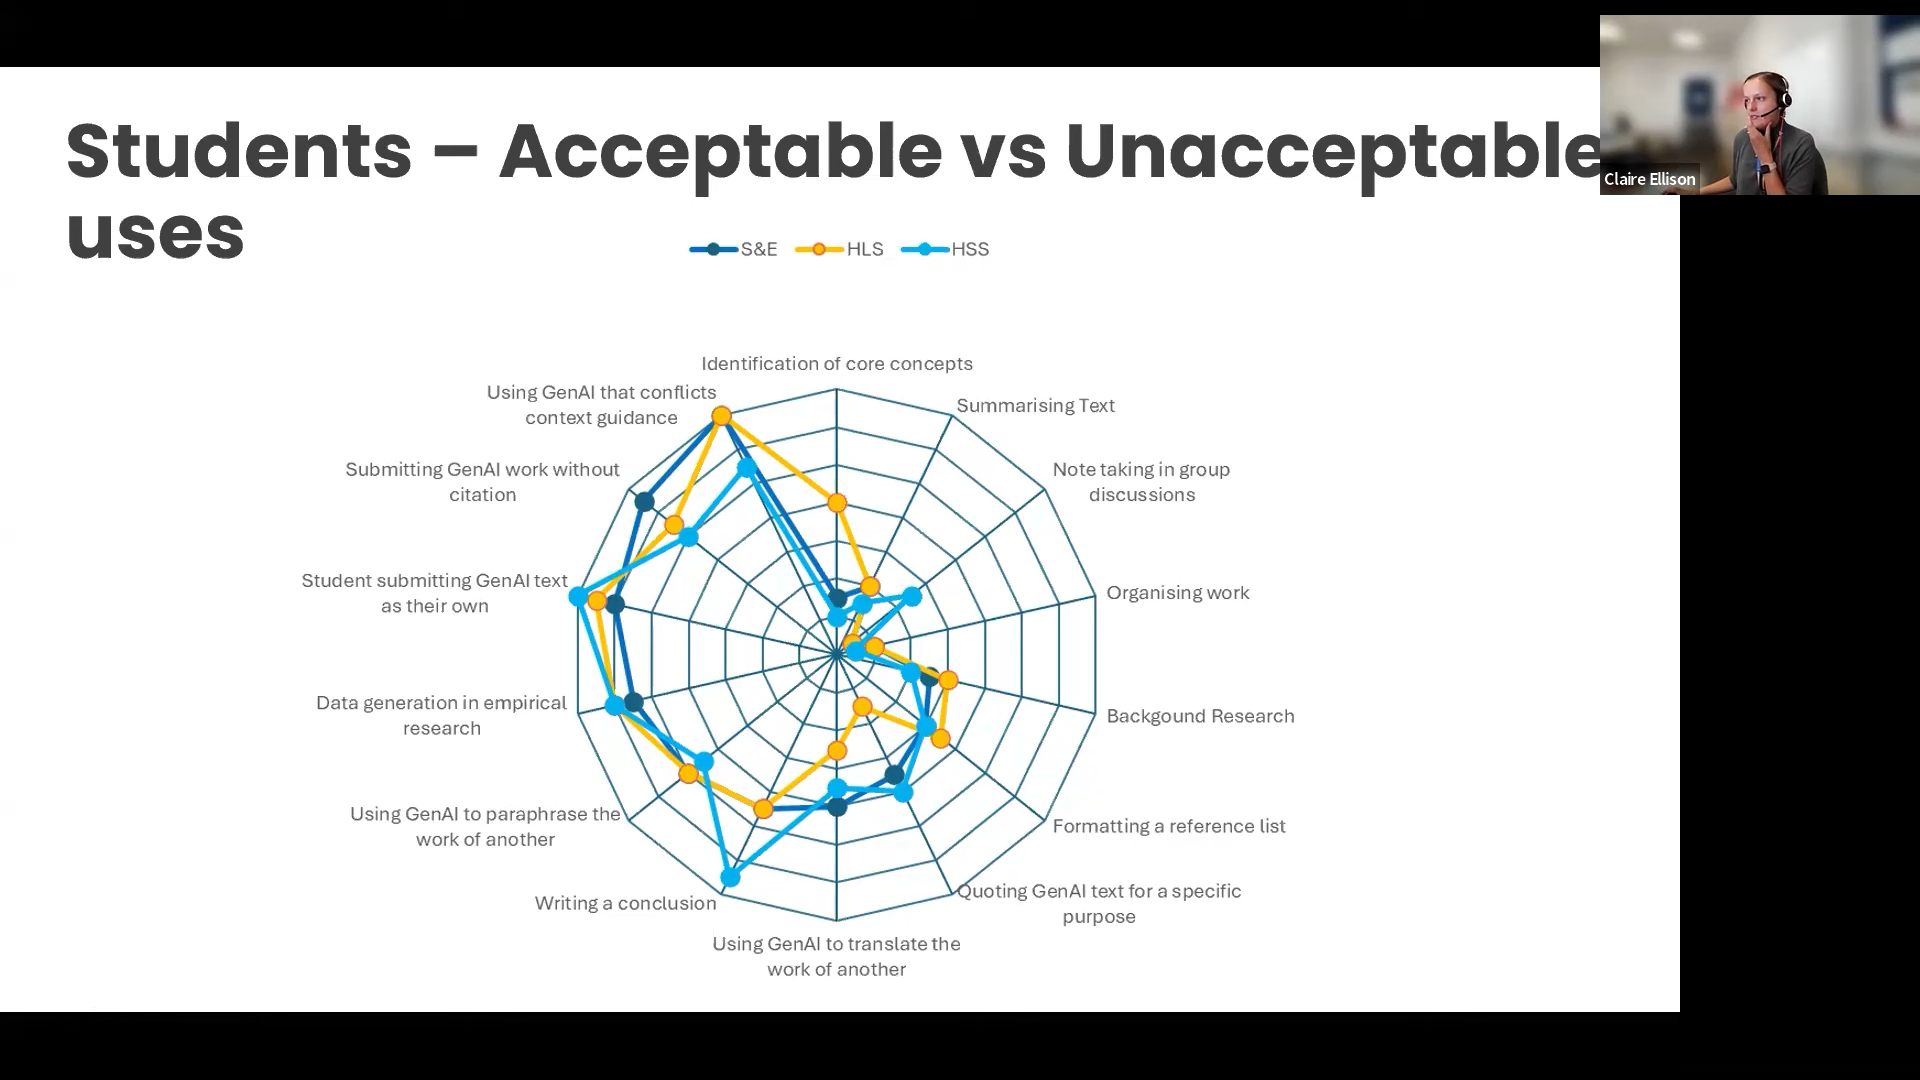 Students – Acceptable vs Unacceptable
uses
Claire Ellison
S&E HLS HSS
Identification of core concepts
Using GenAI that conflicts
context guidance
Summarising Text
Submitting GenAI work without
citation
Note taking in group
discussions
Student submitting GenAI text
as their own
Organising work
Data generation in empirical
research
Backgound Research
Using GenAI to paraphrase the
work of another
Formatting a reference list
Writing a conclusion
Quoting GenAI text for a specific
purpose
Using GenAI to translate the
work of another